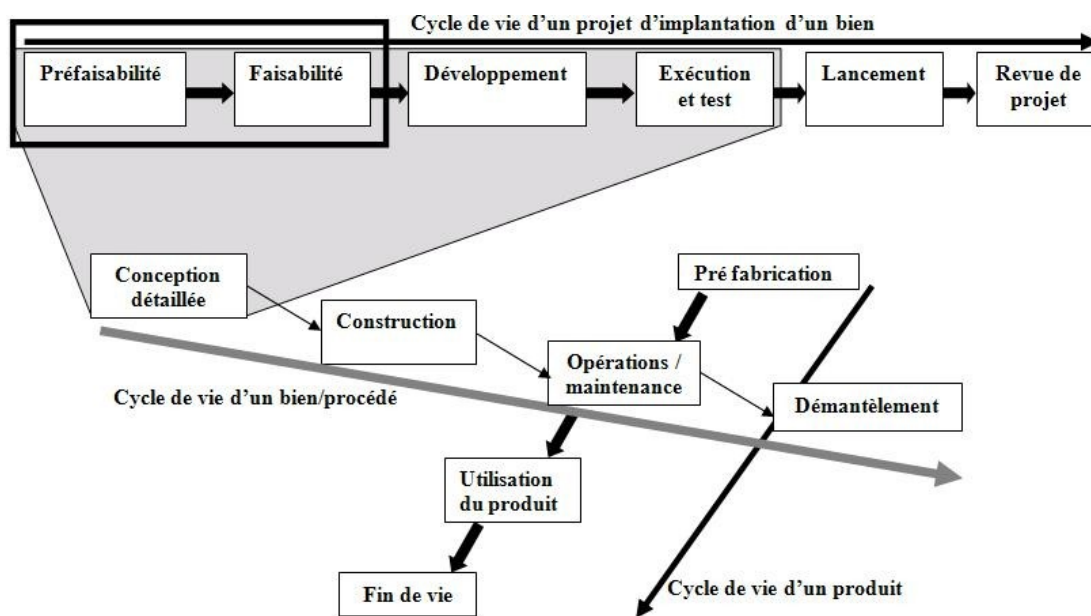 Cycle de vie d’un projet d’implantation d’un bien
Préfaisabilité
Faisabilité
Développement
Exécution
et test
Lancement
Revue de
projet
Conception
détaillée
Pré fabrication
Construction
Opérations /
maintenance
Cycle de vie d’un bien/procédé
Démantèlement
Utilisation
du produit
Fin de vie
Cycle de vie d’un produit